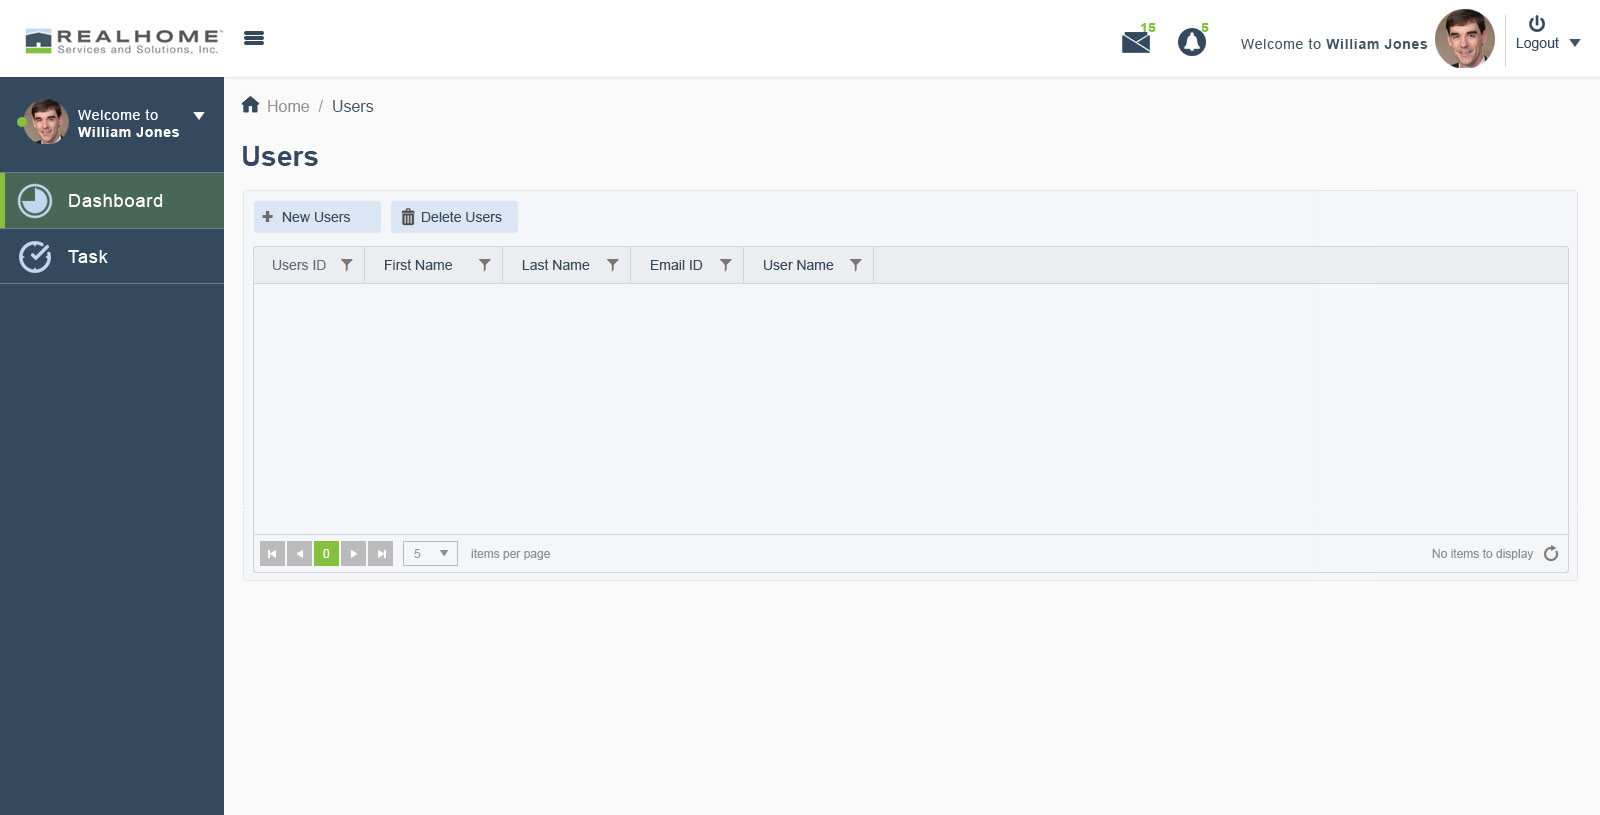 REALHOME
Services and Solutions, Inc.
15
5
Welcome to William Jones
Logout
Welcome to
William Jones
Dashboard
Task
Home / Users
Users
New Users
Delete Users
Users ID
First Name
Last Name
Email ID
User Name
0
5
items per page
No items to display